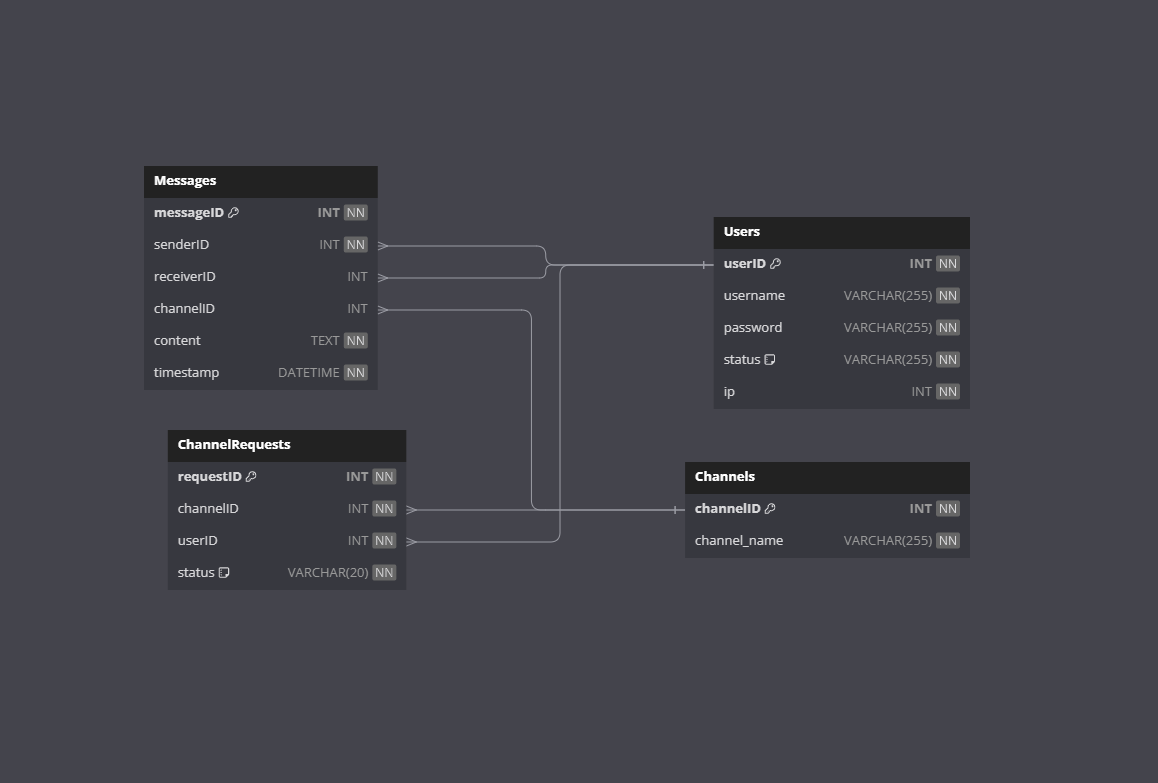 Messages
messageID INT NN
senderID INT NN
receiverID INT
channelID INT
content TEXT NN
timestamp DATETIME NN
ChannelRequests
requestID INT NN
channelID INT NN
userID INT NN
status VARCHAR(20) NN
Users
userID INT NN
username VARCHAR(255) NN
password VARCHAR(255) NN
status VARCHAR(255) NN
ip INT NN
Channels
channelID INT NN
channel_name VARCHAR(255) NN